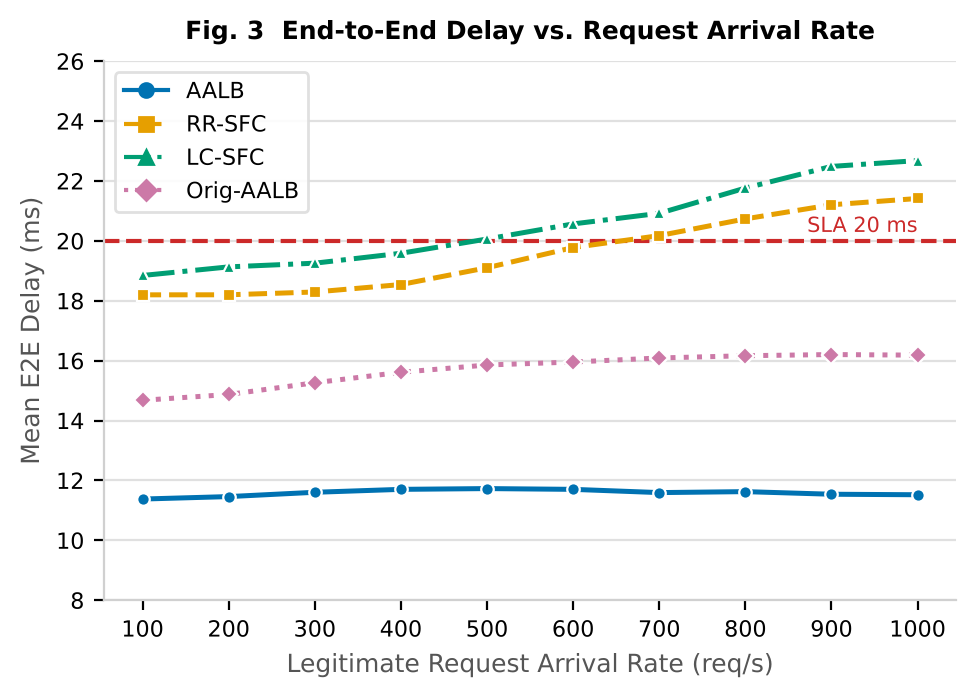 Fig. 3  End-to-End Delay vs. Request Arrival Rate
Mean E2E Delay (ms)
26
24
22
20
18
16
14
12
10
8
AALB
RR-SFC
LC-SFC
Orig-AALB
SLA 20 ms
100 200 300 400 500 600 700 800 900 1000
Legitimate Request Arrival Rate (req/s)